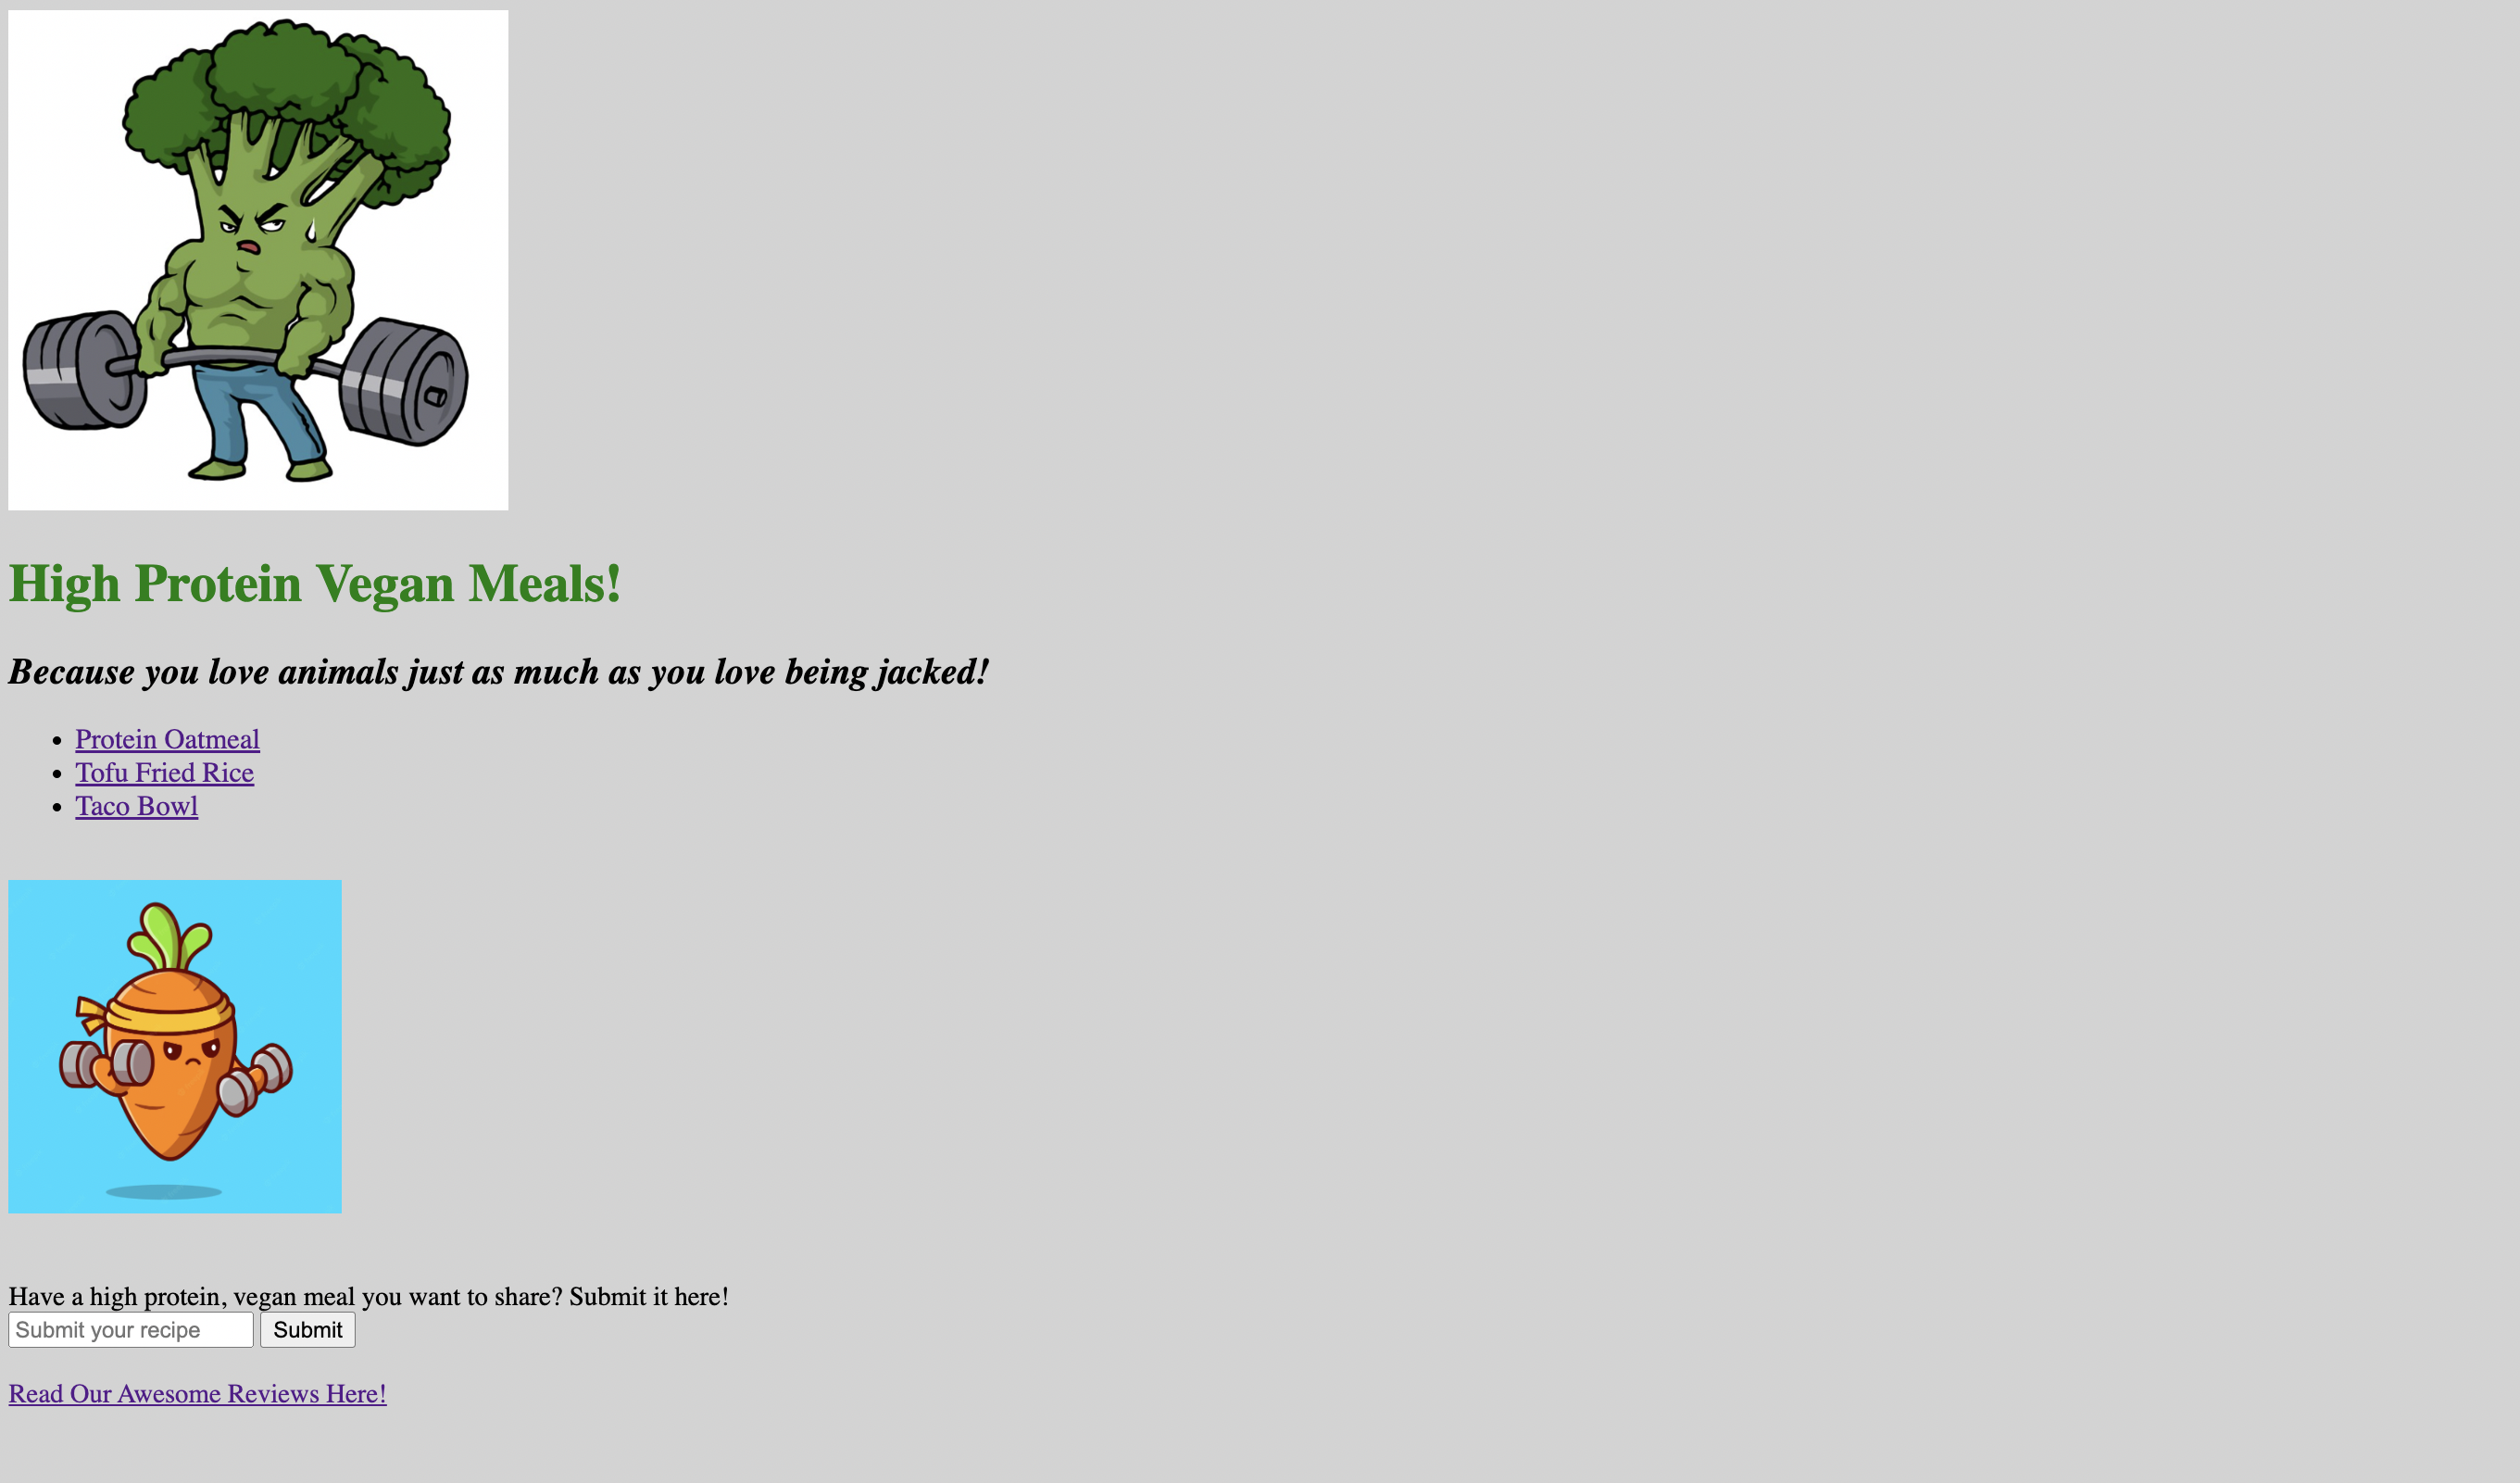 High Protein Vegan Meals!
Because you love animals just as much as you love being jacked!
Protein Oatmeal
Tofu Fried Rice
Taco Bowl
Have a high protein, vegan meal you want to share? Submit it here!
Submit your recipe Submit
Read Our Awesome Reviews Here!